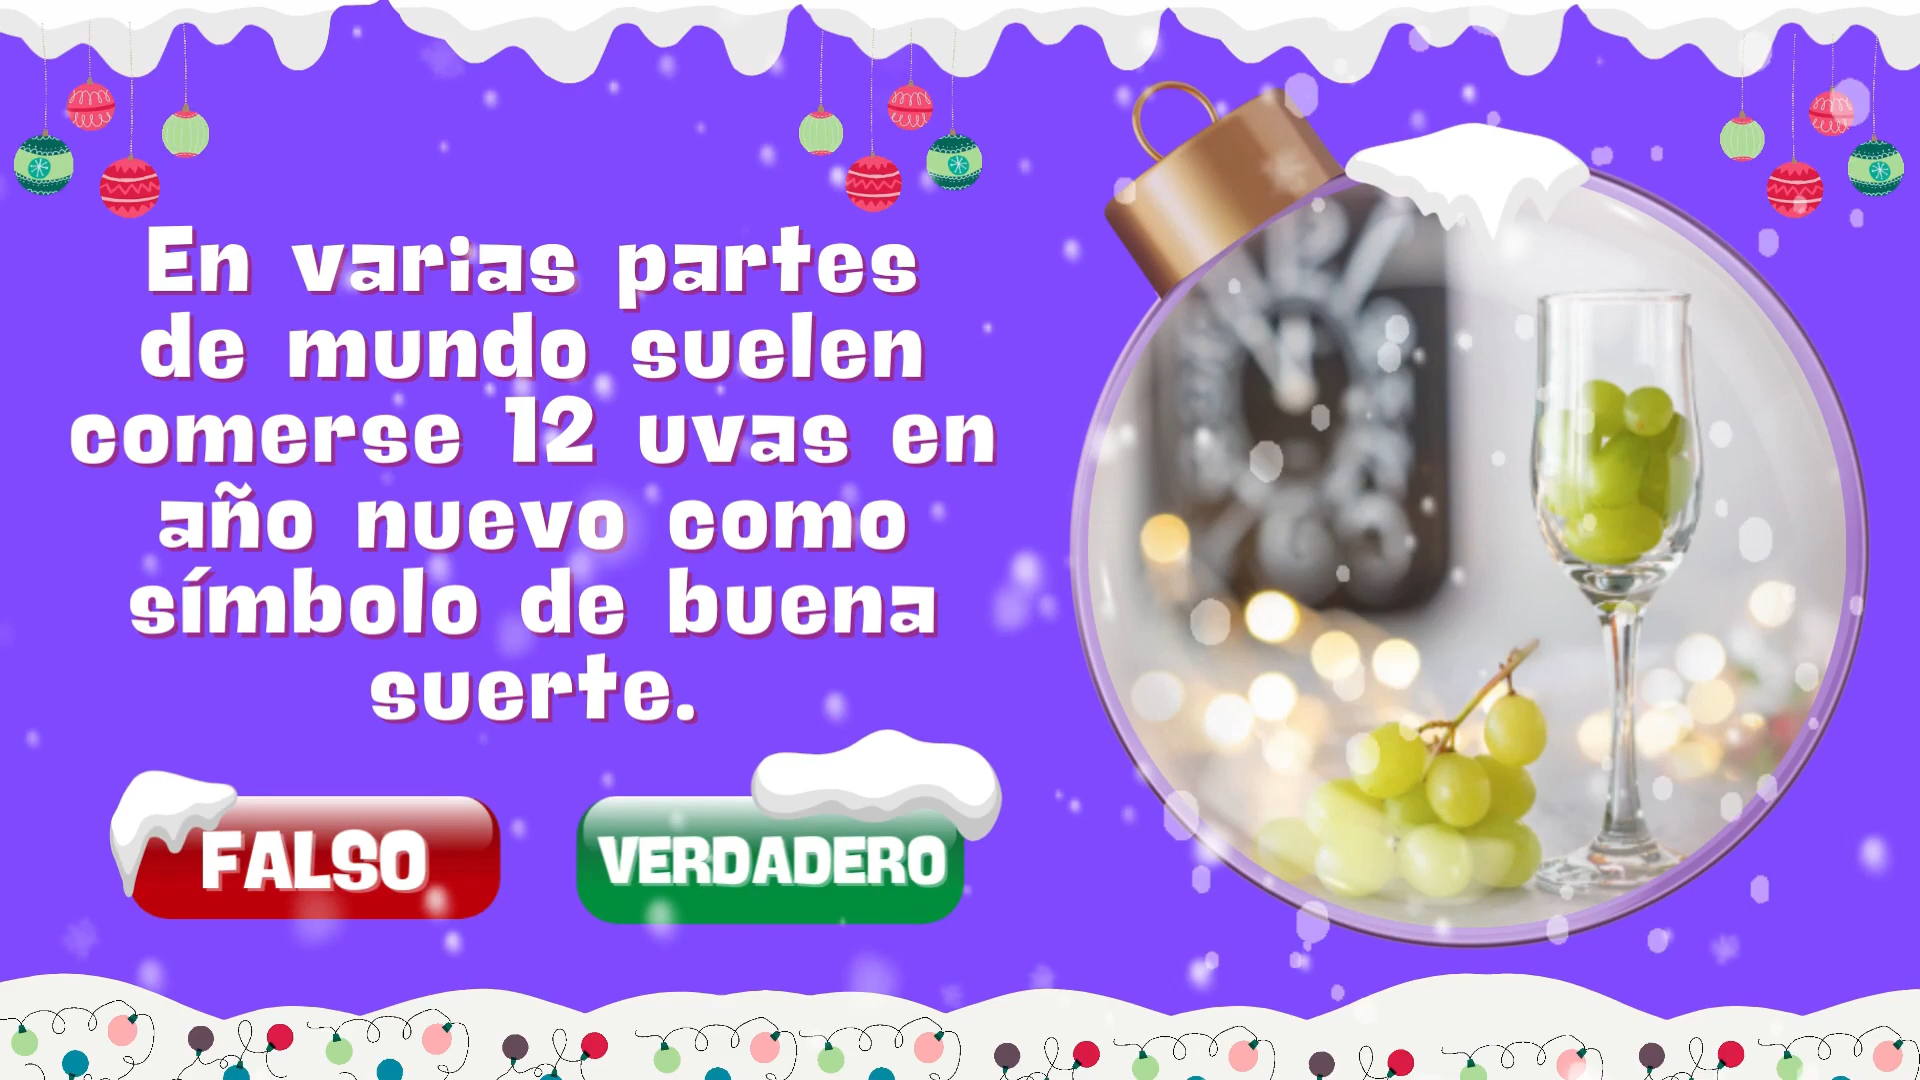 En varias partes
de mundo suelen
comerse 12 uvas en
año nuevo como
símbolo de buena
suerte.
FALSO
VERDADERO